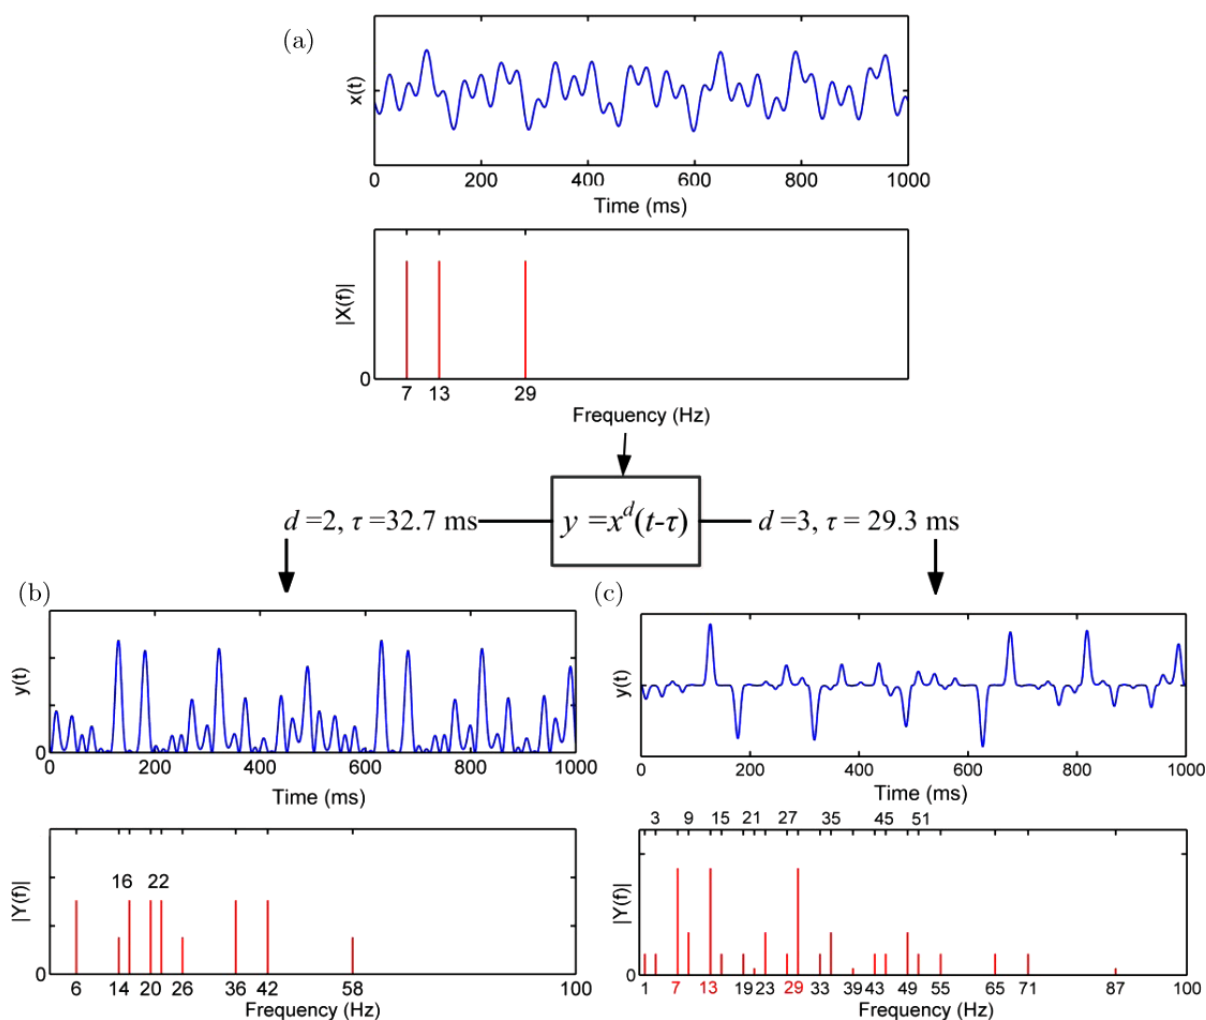 (a)
x(t)
0 200 400 600 800 1000
Time (ms)
|X(f)|
0
7 13 29
Frequency (Hz)
d =2, τ =32.7 ms
y =x^d(t-τ)
d =3, τ = 29.3 ms
(b)
y(t)
0
0 200 400 600 800 1000
Time (ms)
16 22
|Y(f)|
0
6 14 20 26 36 42 58 100
Frequency (Hz)
(c)
y(t)
0 200 400 600 800 1000
Time (ms)
3 9 15 21 27 35 45 51
|Y(f)|
0
1 7 13 19 23 29 33 39 43 49 55 65 71 87 100
Frequency (Hz)